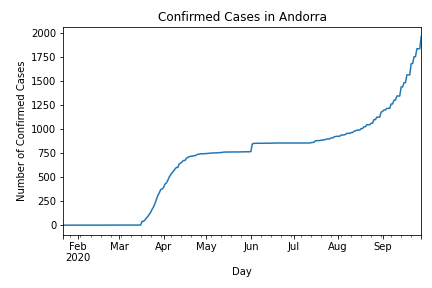 Confirmed Cases in Andorra
Number of Confirmed Cases
2000
1750
1500
1250
1000
750
500
250
0
Feb Mar Apr May Jun Jul Aug Sep
2020
Day